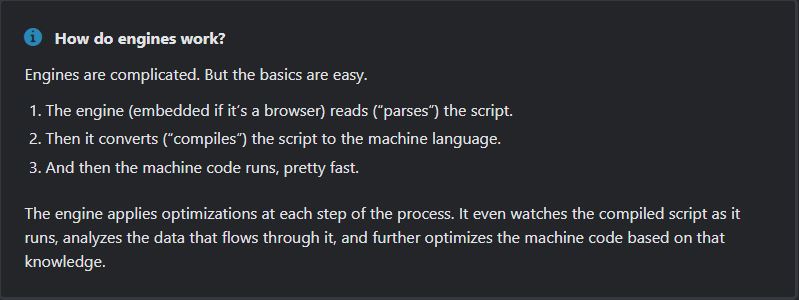 How do engines work?
Engines are complicated. But the basics are easy.
1. The engine (embedded if it’s a browser) reads (“parses”) the script.
2. Then it converts (“compiles”) the script to the machine language.
3. And then the machine code runs, pretty fast.
The engine applies optimizations at each step of the process. It even watches the compiled script as it
runs, analyzes the data that flows through it, and further optimizes the machine code based on that
knowledge.